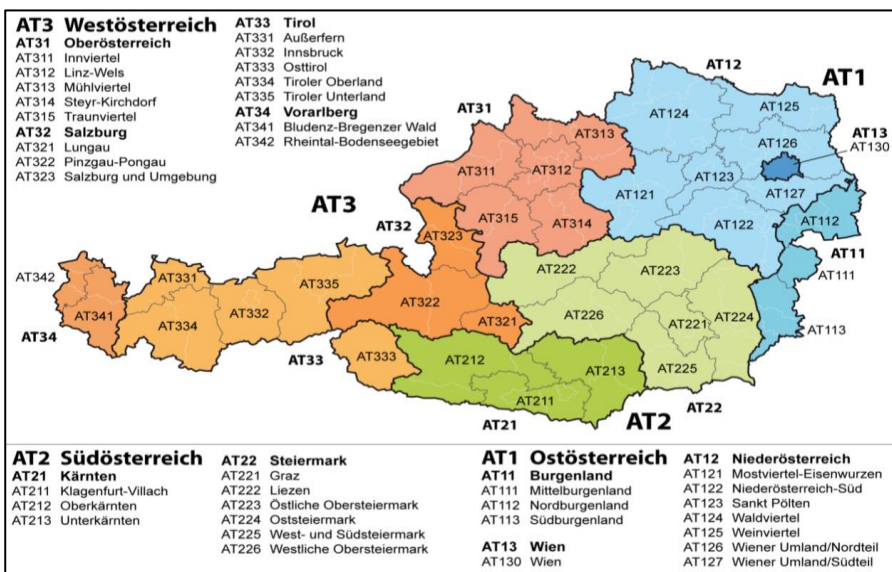 AT3 Westösterreich
AT31 Oberösterreich
AT311 Innviertel
AT312 Linz-Wels
AT313 Mühlviertel
AT314 Steyr-Kirchdorf
AT315 Traunviertel
AT32 Salzburg
AT321 Lungau
AT322 Pinzgau-Pongau
AT323 Salzburg und Umgebung
AT33 Tirol
AT331 Außerfern
AT332 Innsbruck
AT333 Osttirol
AT334 Tiroler Oberland
AT335 Tiroler Unterland
AT34 Vorarlberg
AT341 Bludenz-Bregenzer Wald
AT342 Rheintal-Bodenseegebiet
AT12
AT1
AT124
AT125
AT31
AT313
AT13
AT126
AT130
AT311
AT312
AT123
AT121
AT127
AT3
AT32
AT315
AT314
AT122
AT112
AT323
AT11
AT342
AT331
AT335
AT222
AT223
AT111
AT341
AT334
AT332
AT322
AT321
AT226
AT221
AT224
AT113
AT34
AT33
AT333
AT212
AT213
AT225
AT211
AT21
AT2
AT22
AT2 Südösterreich
AT21 Kärnten
AT211 Klagenfurt-Villach
AT212 Oberkärnten
AT213 Unterkärnten
AT22 Steiermark
AT221 Graz
AT222 Liezen
AT223 Östliche Obersteiermark
AT224 Oststeiermark
AT225 West- und Südsteiermark
AT226 Westliche Obersteiermark
AT1 Ostösterreich
AT11 Burgenland
AT111 Mittelburgenland
AT112 Nordburgenland
AT113 Südburgenland
AT13 Wien
AT130 Wien
AT12 Niederösterreich
AT121 Mostviertel-Eisenwurzen
AT122 Niederösterreich-Süd
AT123 Sankt Pölten
AT124 Waldviertel
AT125 Weinviertel
AT126 Wiener Umland/Nordteil
AT127 Wiener Umland/Südteil